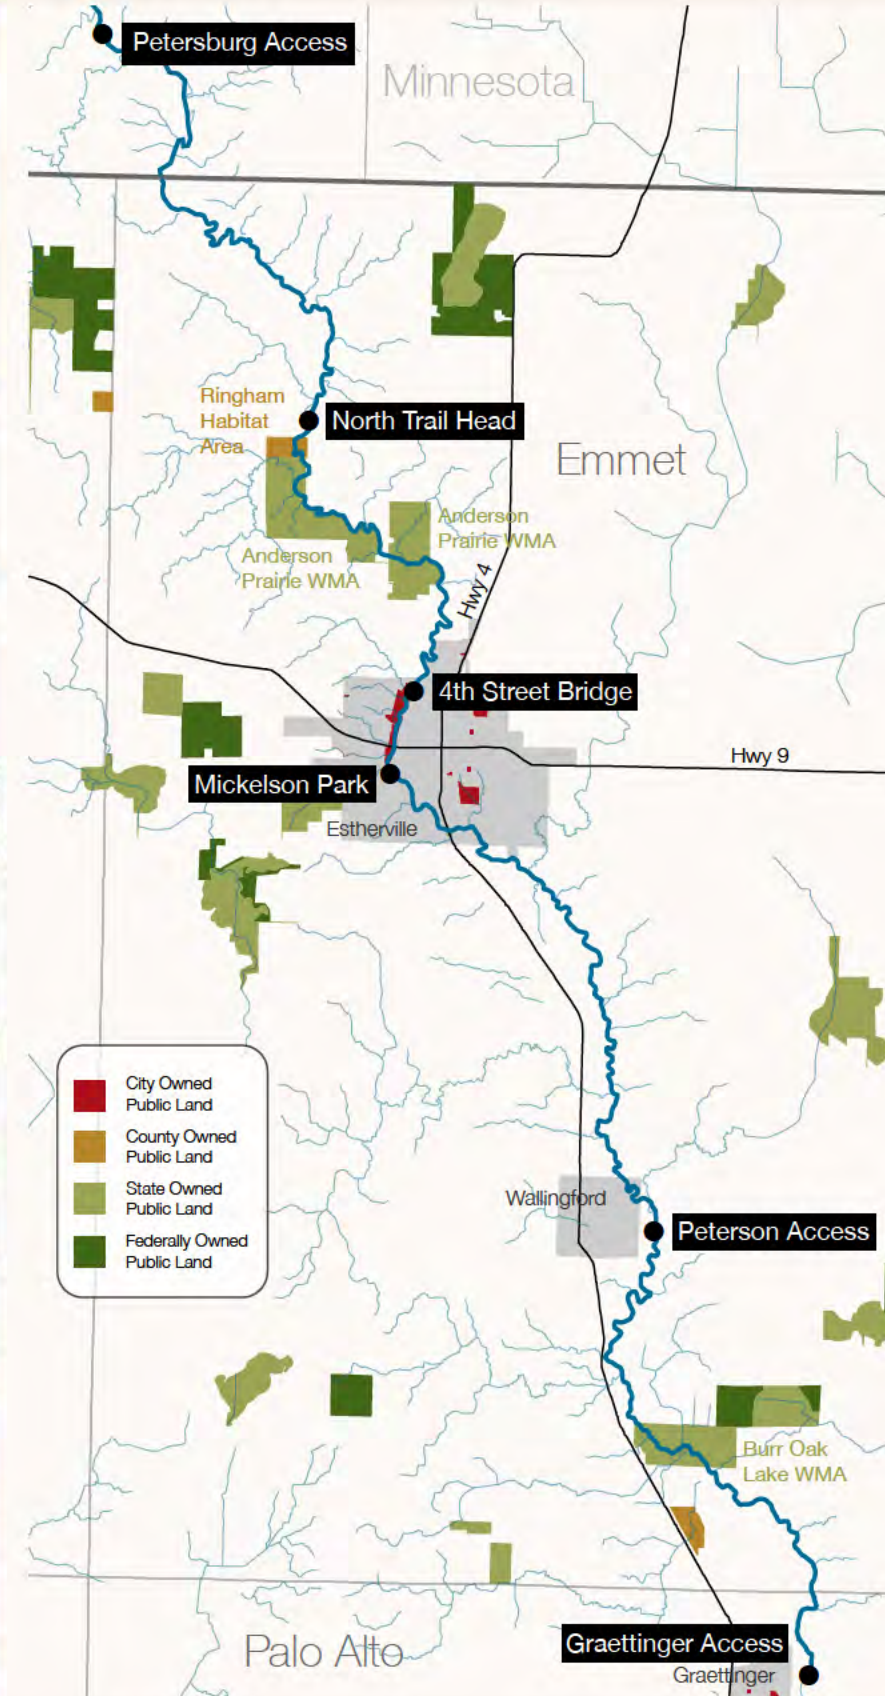 Petersburg Access
Minnesota
Ringham
Habitat
Area
North Trail Head
Emmet
Anderson
Prairie WMA
Anderson
Prairie WMA
Hwy 4
4th Street Bridge
Hwy 9
Mickelson Park
Estherville
City Owned
Public Land
County Owned
Public Land
State Owned
Public Land
Federally Owned
Public Land
Wallingford
Peterson Access
Burr Oak
Lake WMA
Graettinger Access
Palo Alto
Graettinger